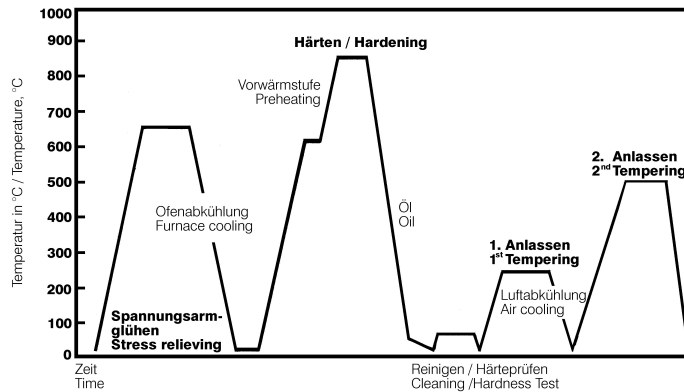 1000
900
800
700
600
500
400
300
200
100
0
Temperatur in °C / Temperature, °C
Härten / Hardening
Vorwärmstufe
Preheating
Ofenabkühlung
Furnace cooling
Spannungsarm-
glühen
Stress relieving
Öl
Oil
1. Anlassen
1st Tempering
Luftabkühlung
Air cooling
2. Anlassen
2nd Tempering
Zeit
Time
Reinigen / Härteprüfen
Cleaning /Hardness Test